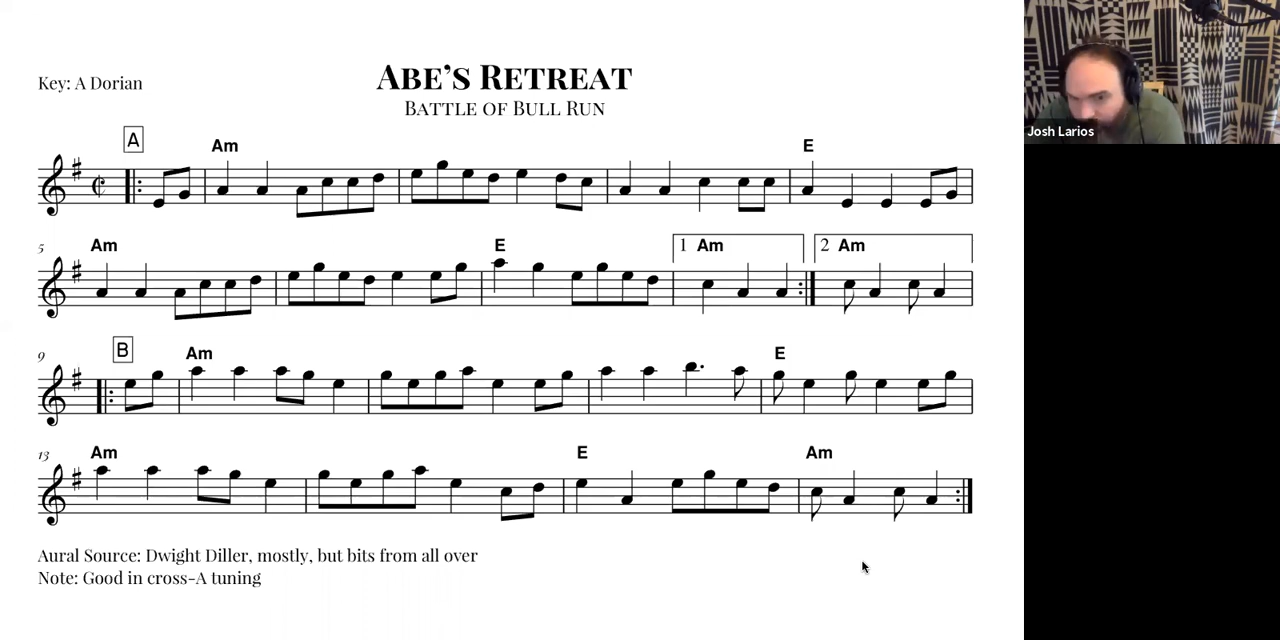 Key: A Dorian
ABE'S RETREAT
BATTLE OF BULL RUN
A
Am
E
5
Am
E
1 Am
2 Am
9
B
Am
E
13
Am
E
Am
Aural Source: Dwight Diller, mostly, but bits from all over
Note: Good in cross-A tuning
Josh Larios